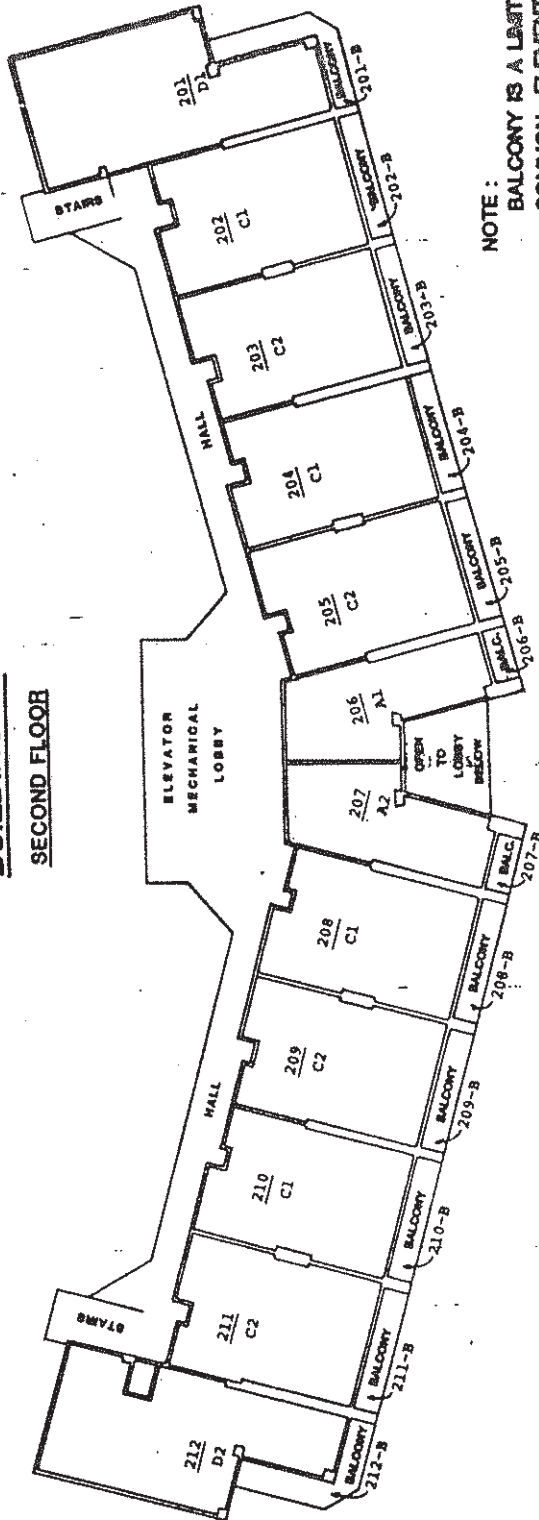 SECOND FLOOR
ELEVATOR
MECHANICAL
LOBBY
STAIRS
HALL
HALL
STAIRS
212
D2
211
C2
210
C1
209
C2
208
C1
207
A2
206
A1
205
C2
204
C1
203
C2
202
C1
201
D1
OPEN
TO
LOBBY
BELOW
BALCONY
212-B
BALCONY
211-B
BALCONY
210-B
BALCONY
209-B
BALCONY
208-B
BALC.
207-B
BALC.
206-B
BALCONY
205-B
BALCONY
204-B
BALCONY
203-B
BALCONY
202-B
BALCONY
201-B
NOTE :
BALCONY IS A
COMMON